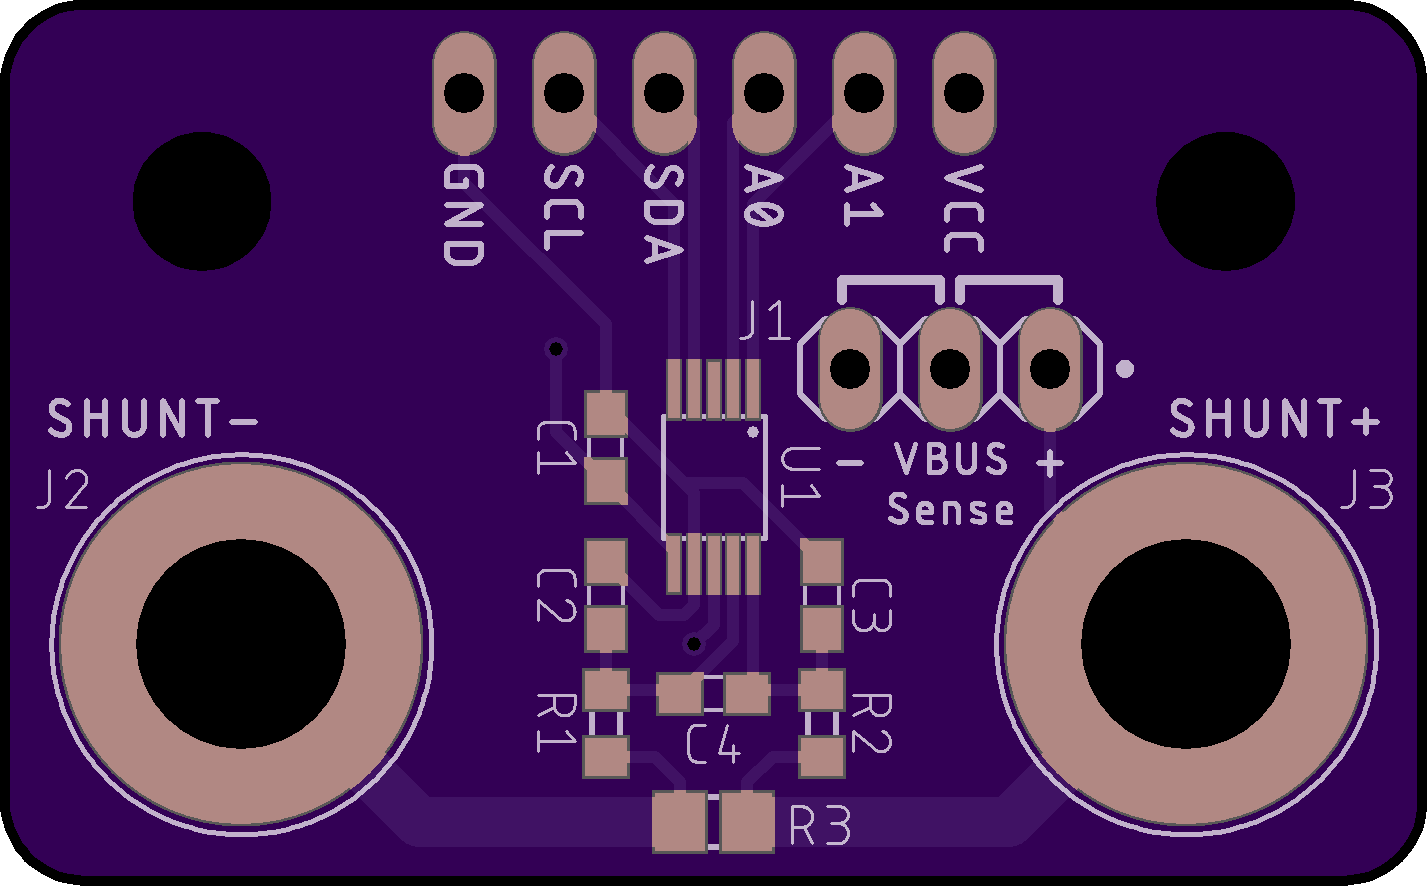 GND
SCL
SDA
A0
A1
VCC
J1
SHUNT-
SHUNT+
J2
C1
U1
- VBUS +
Sense
J3
C2
C3
R1
C4
R2
R3